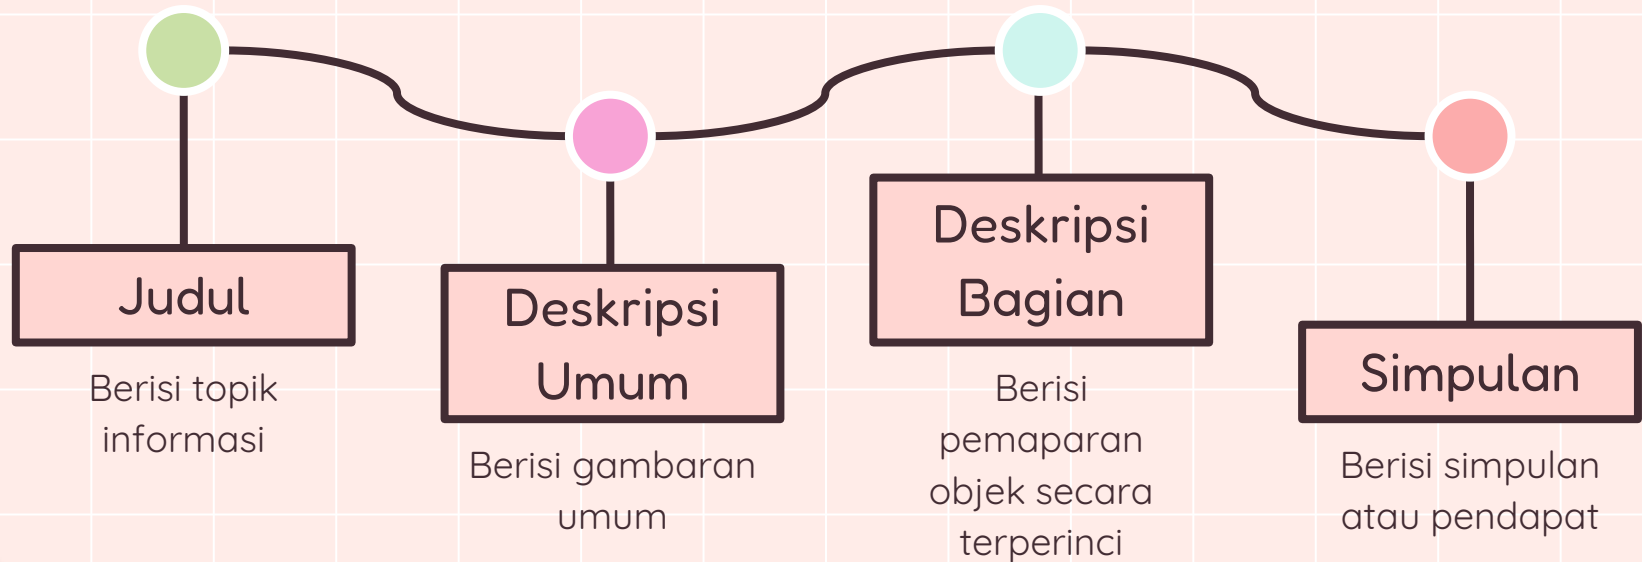 Judul
Berisi topik
informasi
Deskripsi
Umum
Berisi gambaran
umum
Deskripsi
Bagian
Berisi
pemaparan
objek secara
terperinci
Simpulan
Berisi simpulan
atau pendapat